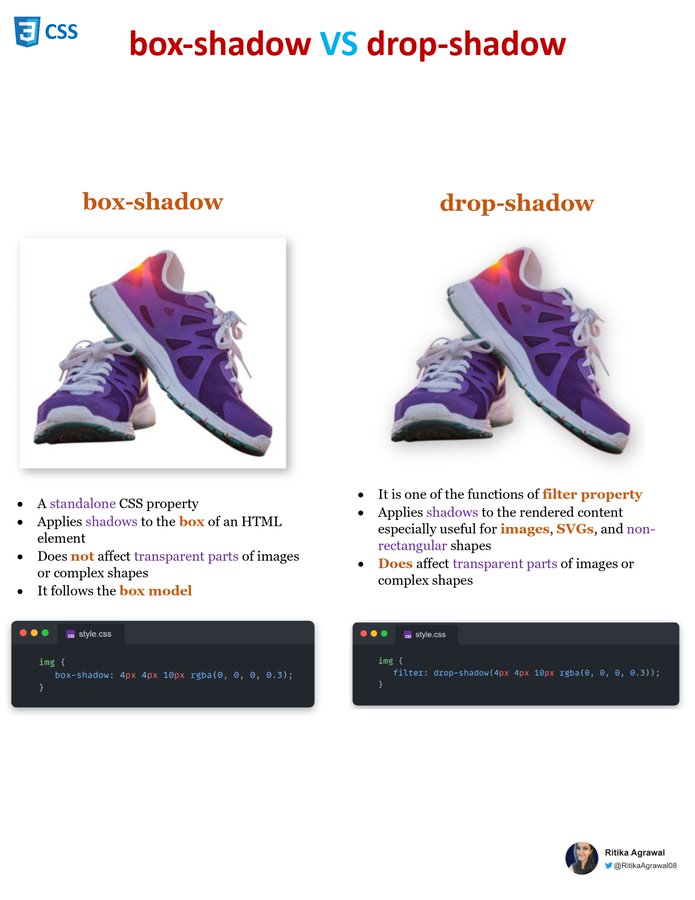 CSS
box-shadow VS drop-shadow
box-shadow
• A standalone CSS property
• Applies shadows to the box of an HTML
element
• Does not affect transparent parts of images
or complex shapes
• It follows the box model
style.css
img {
box-shadow: 4px 4px 10px rgba(0, 0, 0, 0.3);
}
drop-shadow
• It is one of the functions of filter property
• Applies shadows to the rendered content
especially useful for images, SVGs, and non-
rectangular shapes
• Does affect transparent parts of images or
complex shapes
style.css
img {
filter: drop-shadow(4px 4px 10px rgba(0, 0, 0, 0.3));
}
Ritika Agrawal
@RitikaAgrawal08